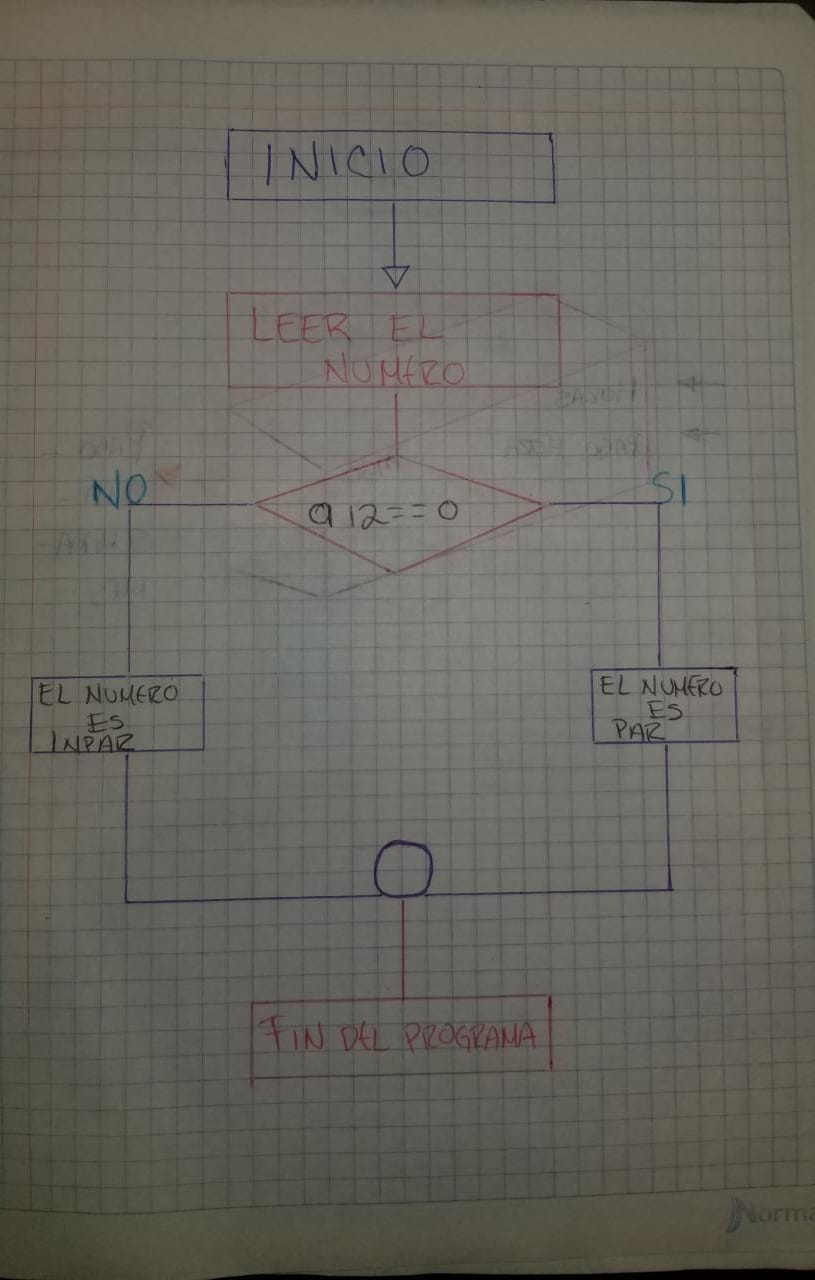 INICIO
LEER EL
NUMERO
NO
SI
a 12==0
EL NUMERO
ES
INPAR
EL NUMERO
ES
PAR
FIN DEL PROGRAMA